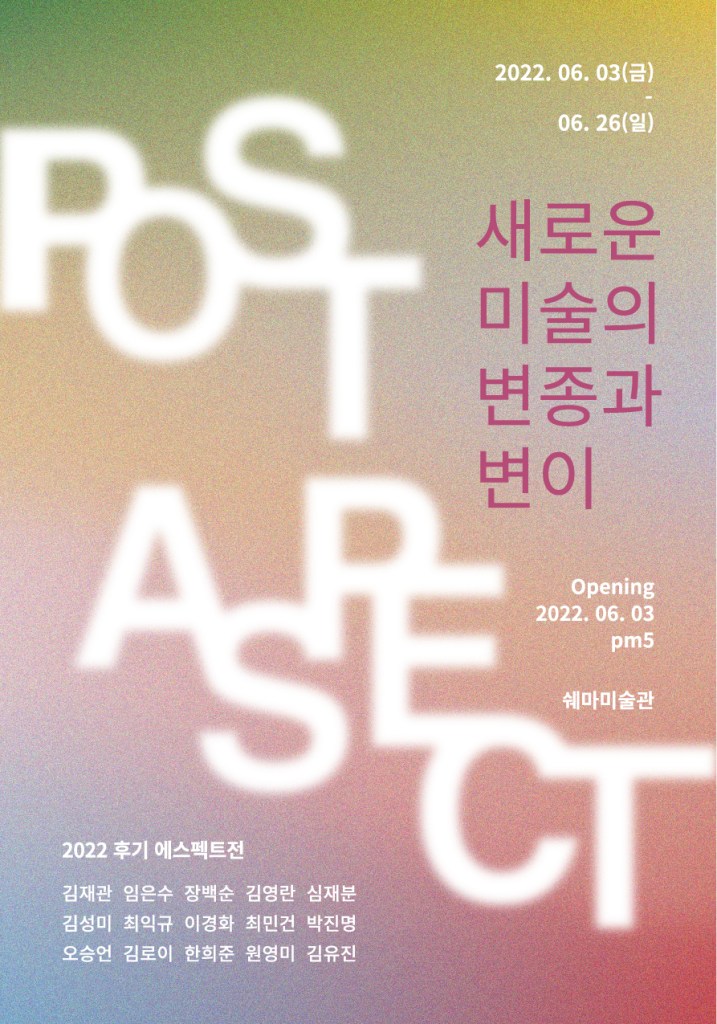 2022. 06. 03(금)
-
06. 26(일)
POST
새로운
미술의
변종과
변이
ASPECT
Opening
2022. 06. 03
pm5
쉐마미술관
2022 후기 에스펙트전
김재관 임은수 장백순 김영란 심재분
김성미 최익규 이경화 최민건 박진명
오승언 김로이 한희준 원영미 김유진